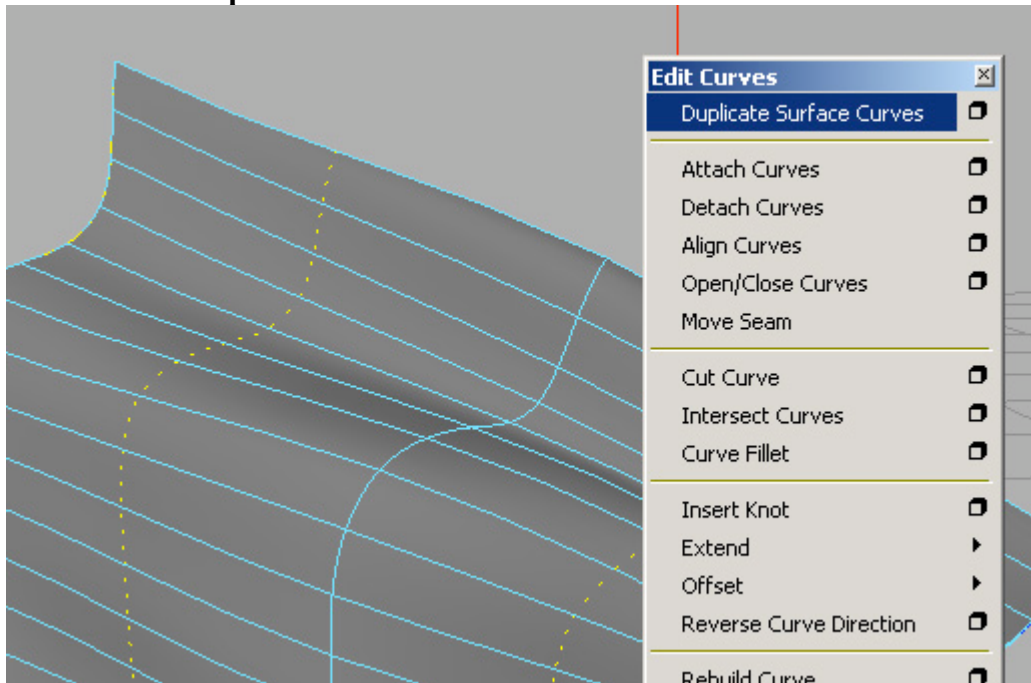 Edit Curves
Duplicate Surface Curves
Attach Curves
Detach Curves
Align Curves
Open/Close Curves
Move Seam
Cut Curve
Intersect Curves
Curve Fillet
Insert Knot
Extend
Offset
Reverse Curve Direction
Rebuild Curve